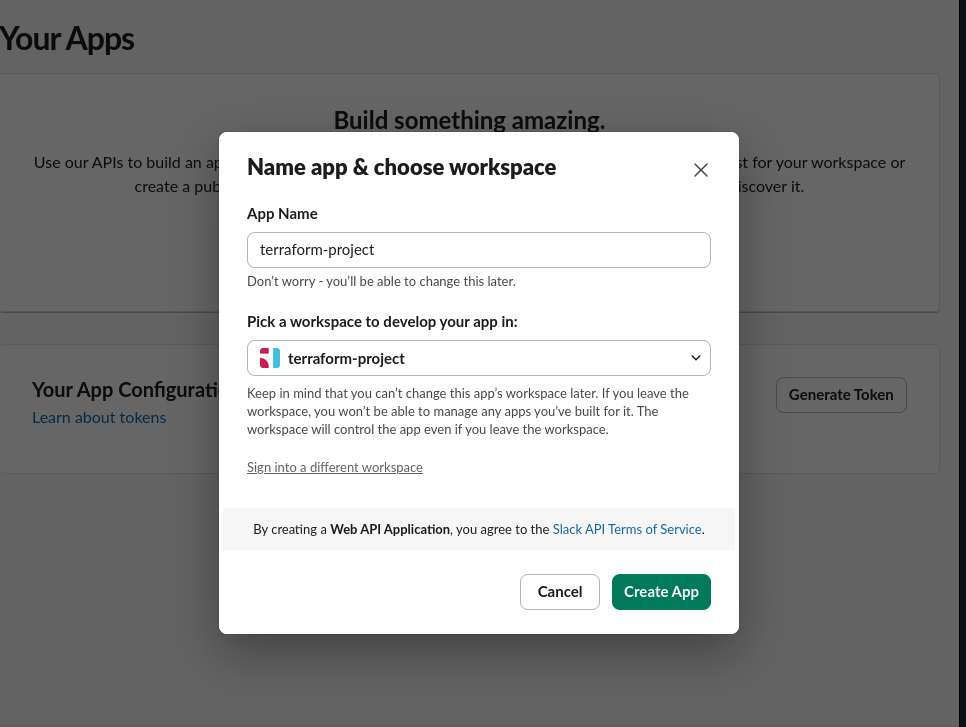 Your Apps
Build something amazing.
Use our APIs to build an ap
st for your workspace or
create a pub
iscover it.
Name app & choose workspace
App Name
terraform-project
Don't worry - you'll be able to change this later.
Pick a workspace to develop your app in:
terraform-project
Keep in mind that you can't change this app's workspace later. If you leave the
workspace, you won't be able to manage any apps you've built for it. The
workspace will control the app even if you leave the workspace.
Sign into a different workspace
By creating a Web API Application, you agree to the Slack API Terms of Service.
Cancel
Create App
Your App Configurati
Learn about tokens
Generate Token